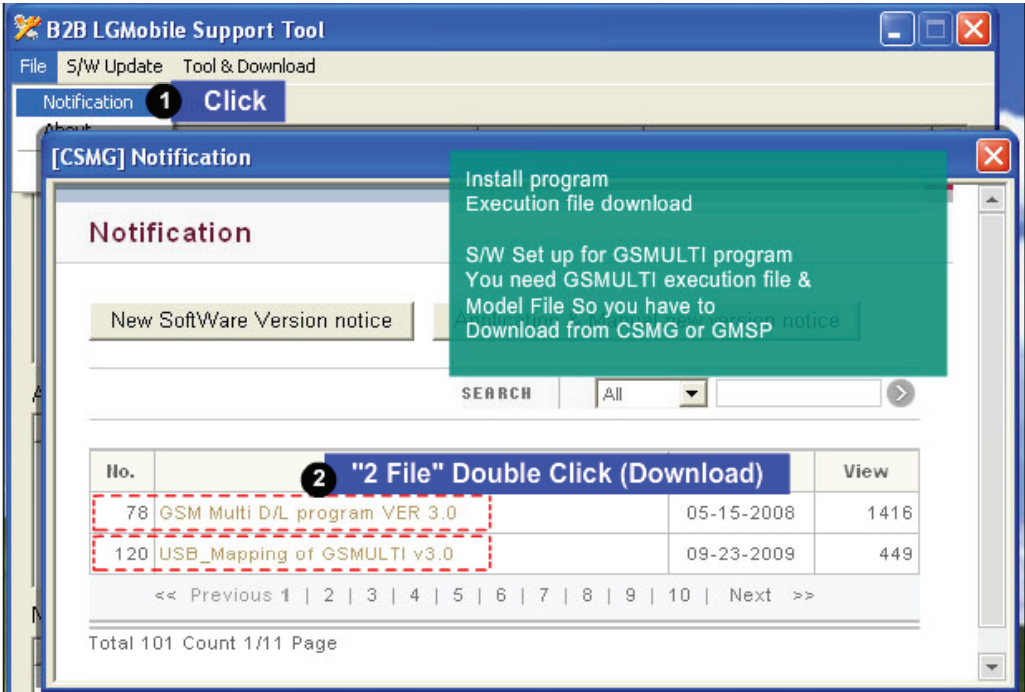 B2B LGMobile Support Tool
File S/W Update Tool & Download
Notification 1 Click
About
[CSMG] Notification
Install program
Execution file download
S/W Set up for GSMULTI program
You need GSMULTI execution file &
Model File So you have to
Download from CSMG or GMSP
Notification
New SoftWare Version notice
notice
SEARCH All
No. 2 "2 File" Double Click (Download) View
78 GSM Multi D/L program VER 3.0 05-15-2008 1416
120 USB_Mapping of GSMULTI v3.0 09-23-2009 449
<< Previous 1 | 2 | 3 | 4 | 5 | 6 | 7 | 8 | 9 | 10 | Next >>
Total 101 Count 1/11 Page